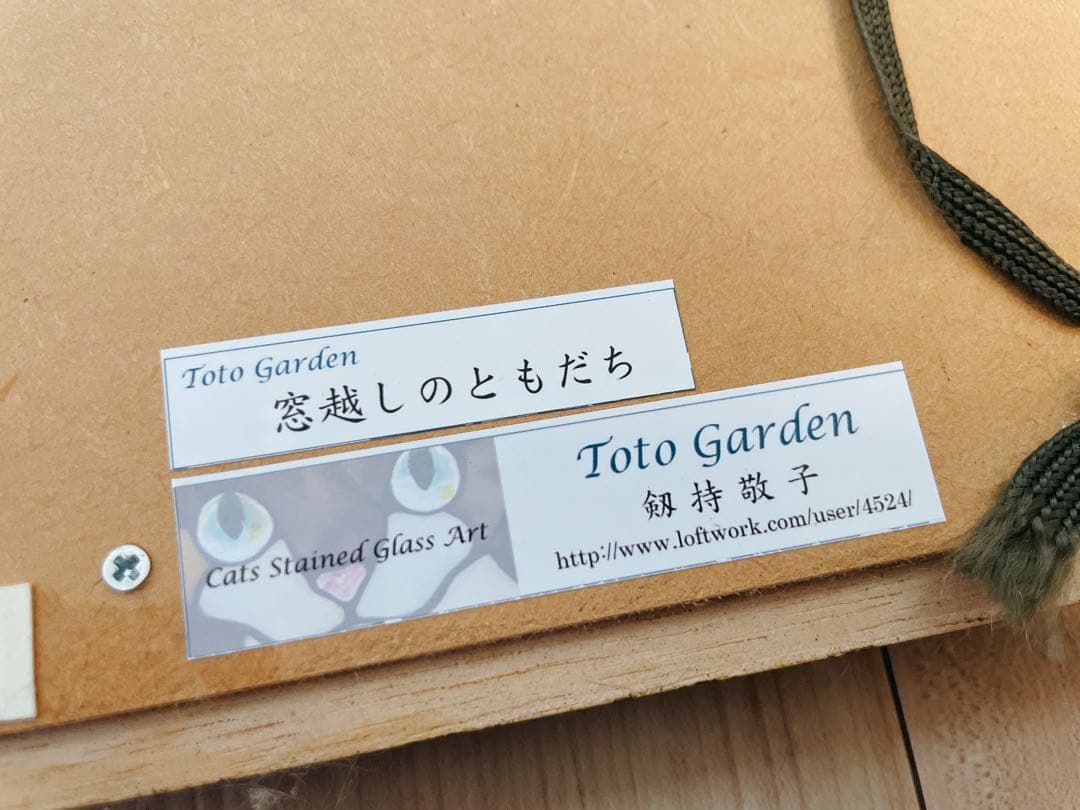 Toto Garden
窓越しのともだち
Cats Stained Glass Art
Toto Garden
釼持敬子
http://www.loftwork.com/user/4524/